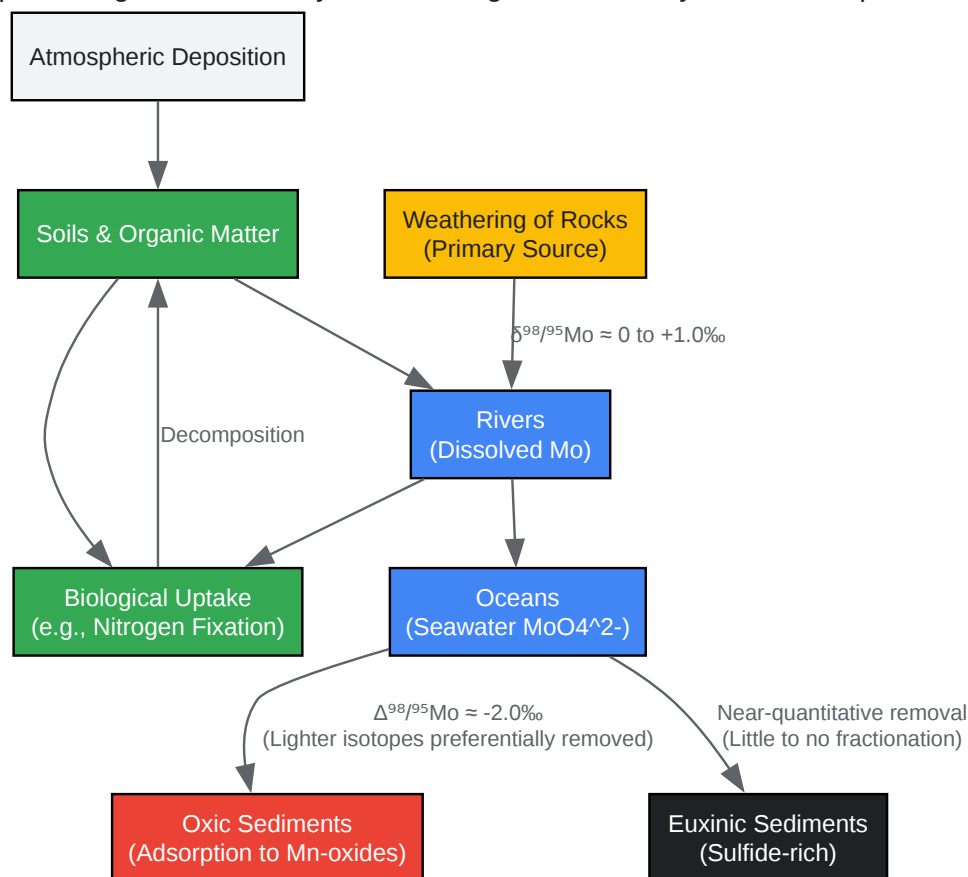 Atmospheric Deposition
Soils & Organic Matter
Weathering of Rocks
(Primary Source)
δ⁹⁸/⁹⁵Mo ≈ 0 to +1.0‰
Rivers
(Dissolved Mo)
Decomposition
Biological Uptake
(e.g., Nitrogen Fixation)
Oceans
(Seawater MoO4^2-)
Δ⁹⁸/⁹⁵Mo ≈ -2.0‰
(Lighter isotopes preferentially removed)
Near-quantitative removal
(Little to no fractionation)
Oxic Sediments
(Adsorption to Mn-oxides)
Euxinic Sediments
(Sulfide-rich)